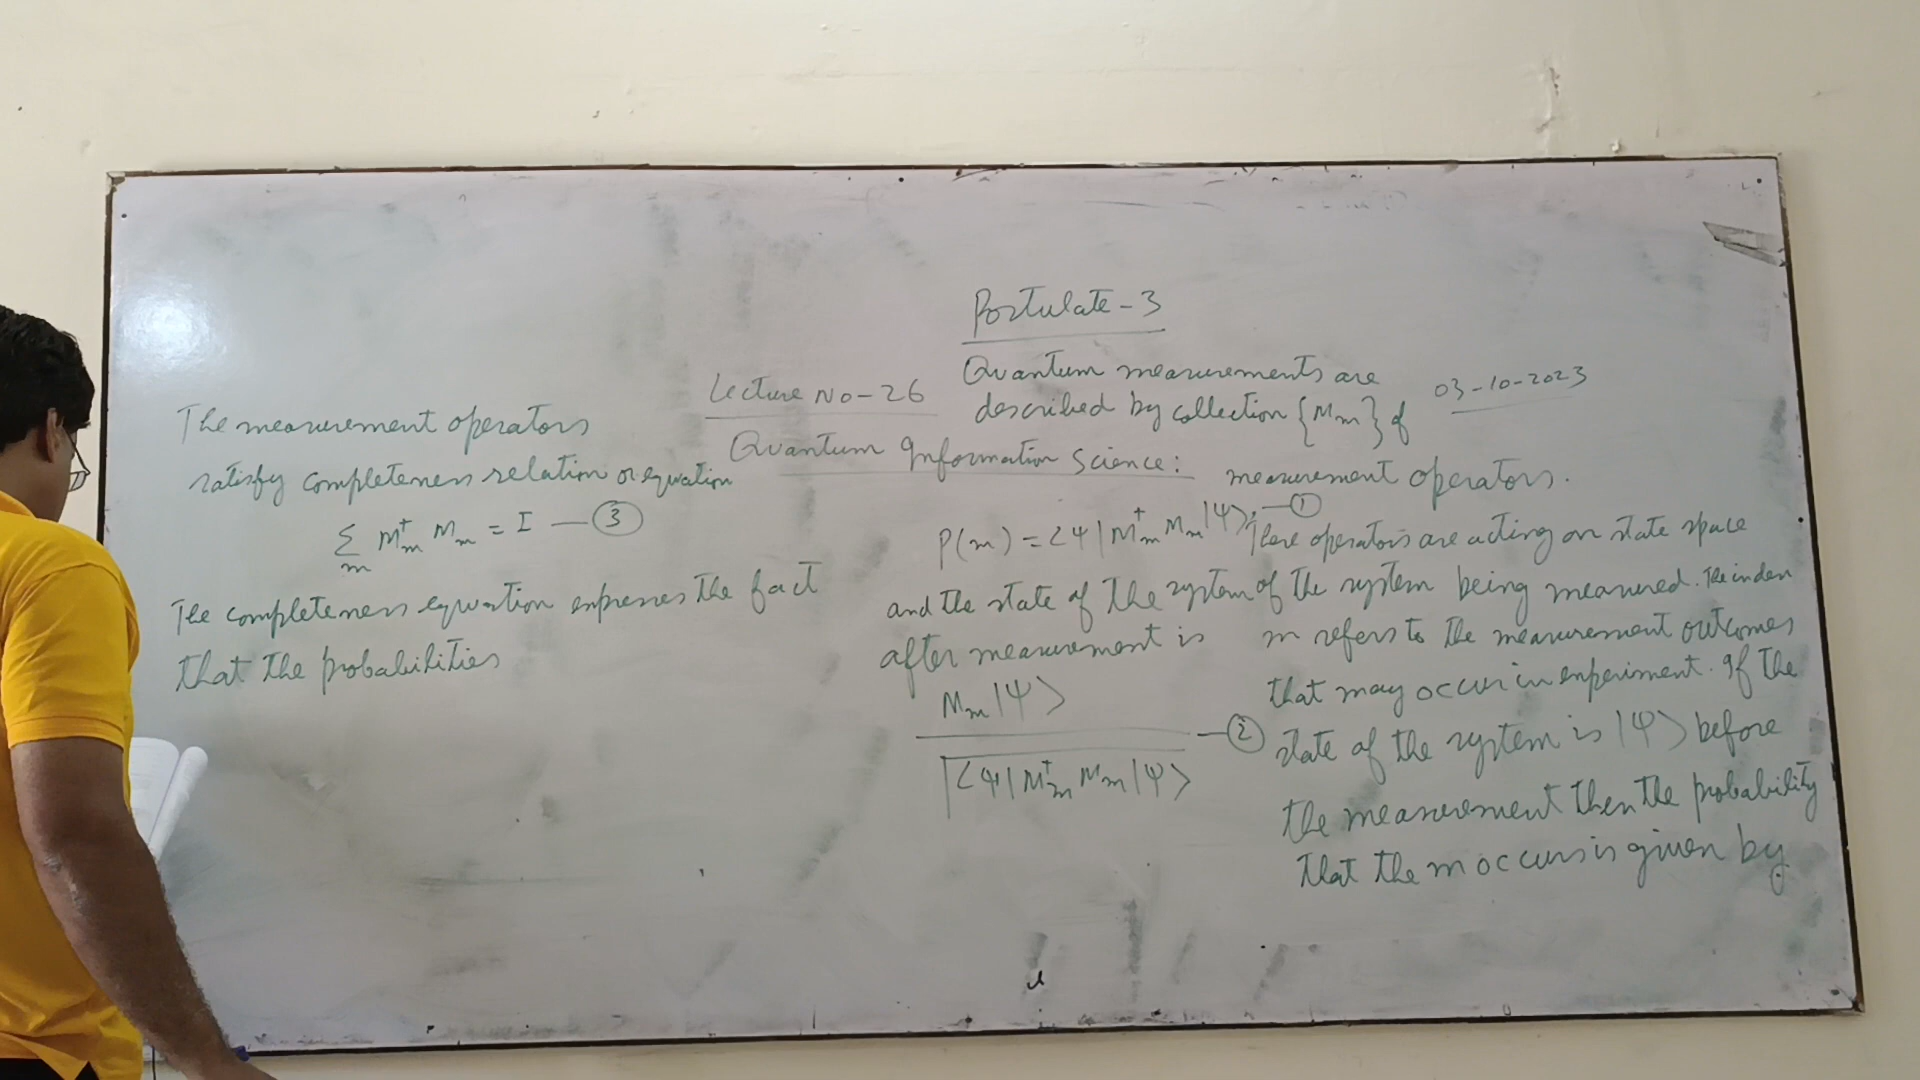 Lecture No-26
03-10-2023
Quantum Information Science:
Postulate-3
Quantum measurements are
described by collection {Mm} of
measurement operators.
These operators are acting on state space
of the system being measured. The index
m refers to the measurement outcomes
that may occur in experiment. If the
state of the system is |ψ⟩ before
the measurement then the probability
that the m occurs is given by
P(m) = ⟨ψ|M†m Mm|ψ⟩; —①
and the state of the system
after measurement is
Mm|ψ⟩
√⟨ψ|M†m Mm|ψ⟩ —②
The measurement operators
satisfy completeness relation or equation
∑m M†m Mm = I —③
The completeness equation expresses the fact
that the probabilities